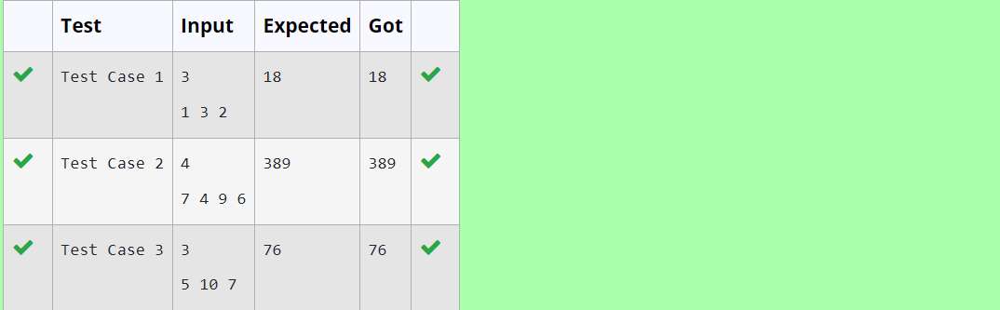 Test Input Expected Got
Test Case 1 3 18 18
1 3 2
Test Case 2 4 389 389
7 4 9 6
Test Case 3 3 76 76
5 10 7